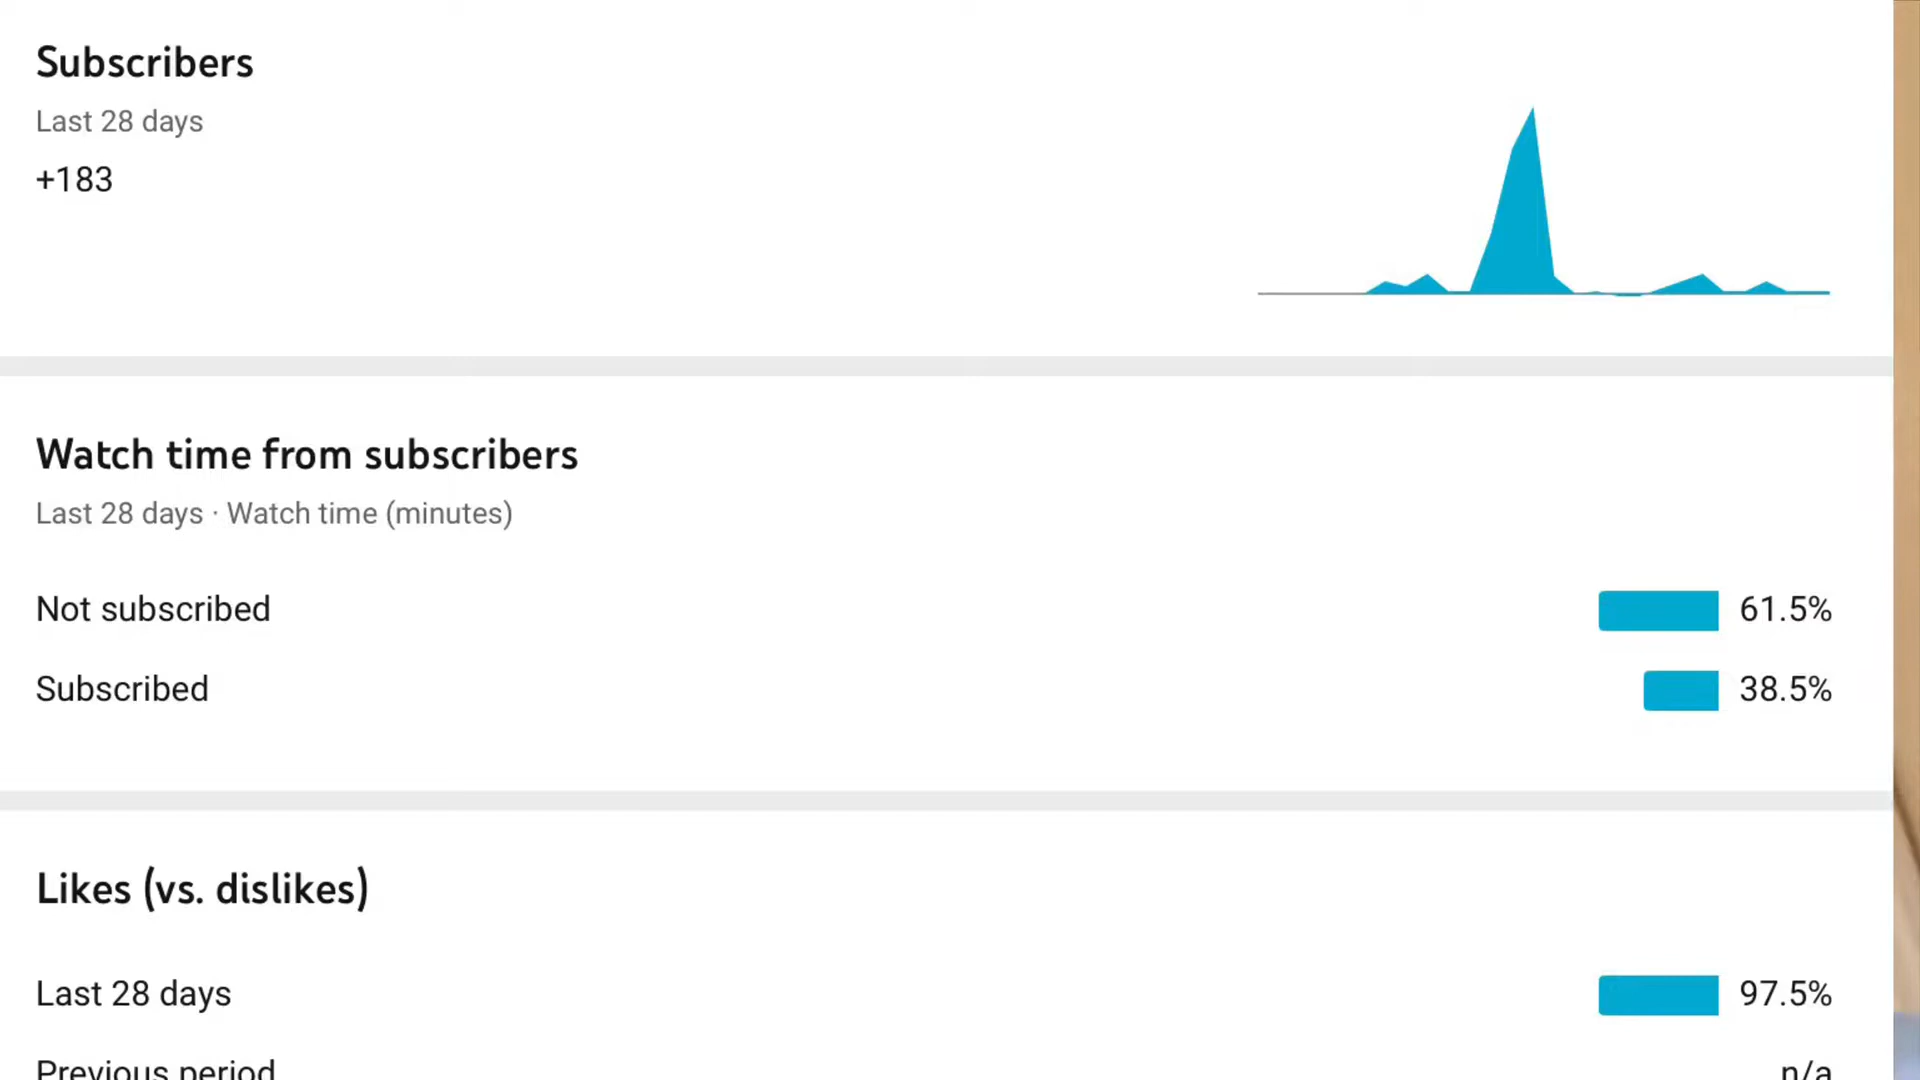 Subscribers
Last 28 days
+183
Watch time from subscribers
Last 28 days · Watch time (minutes)
Not subscribed 61.5%
Subscribed 38.5%
Likes (vs. dislikes)
Last 28 days 97.5%
Previous period n/a